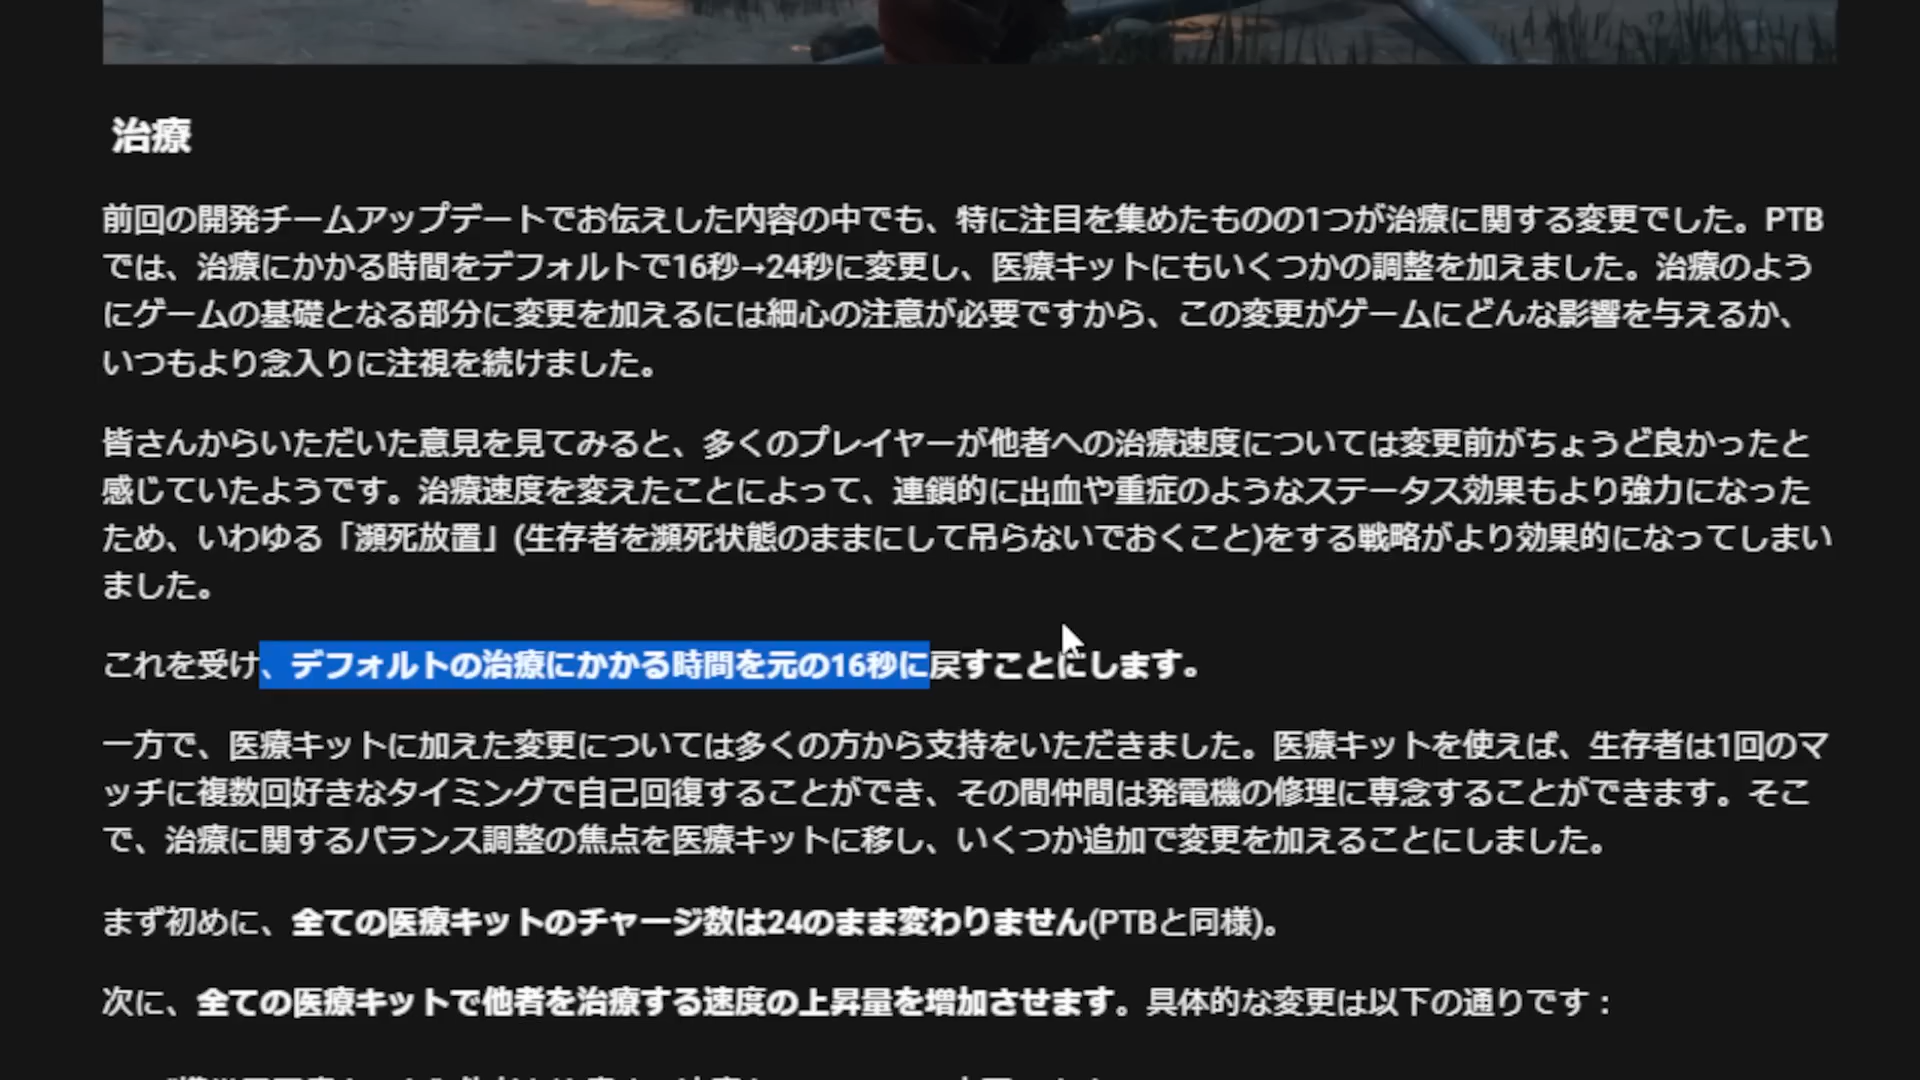 治療
前回の開発チームアップデートでお伝えした内容の中でも、特に注目を集めたものの1つが治療に関する変更でした。PTB
では、治療にかかる時間をデフォルトで16秒→24秒に変更し、医療キットにもいくつかの調整を加えました。治療のよう
にゲームの基礎となる部分に変更を加えるには細心の注意が必要ですから、この変更がゲームにどんな影響を与えるか、
いつもより念入りに注視を続けました。
皆さんからいただいた意見を見てみると、多くのプレイヤーが他者への治療速度については変更前がちょうど良かったと
感じていたようです。治療速度を変えたことによって、連鎖的に出血や重症のようなステータス効果もより強力になった
ため、いわゆる「瀕死放置」(生存者を瀕死状態のままにして吊らないでおくこと)をする戦略がより効果的になってしまい
ました。
これを受け、デフォルトの治療にかかる時間を元の16秒に戻すことにします。
一方で、医療キットに加えた変更については多くの方から支持をいただきました。医療キットを使えば、生存者は1回のマ
ッチに複数回好きなタイミングで自己回復することができ、その間仲間は発電機の修理に専念することができます。そこ
で、治療に関するバランス調整の焦点を医療キットに移し、いくつか追加で変更を加えることにしました。
まず初めに、全ての医療キットのチャージ数は24のまま変わりません(PTBと同様)。
次に、全ての医療キットで他者を治療する速度の上昇量を増加させます。具体的な変更は以下の通りです：